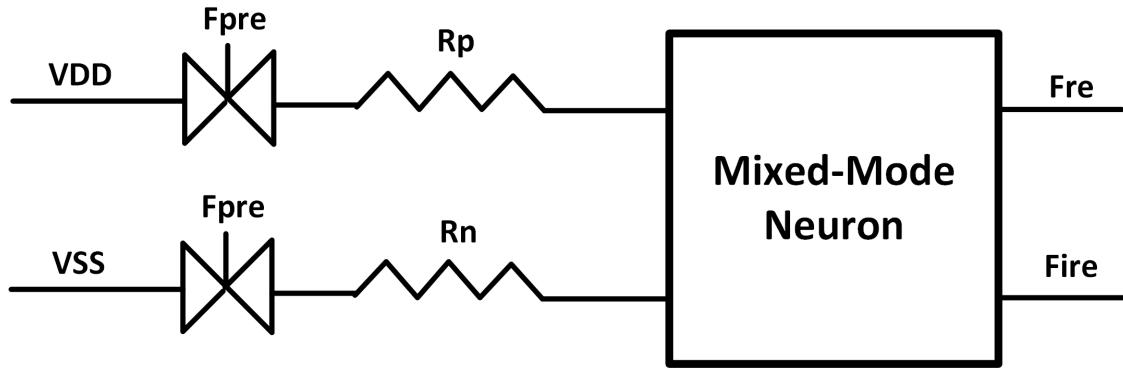 Fpre
VDD
Rp
Fre
Mixed-Mode
Neuron
Fpre
VSS
Rn
Fire